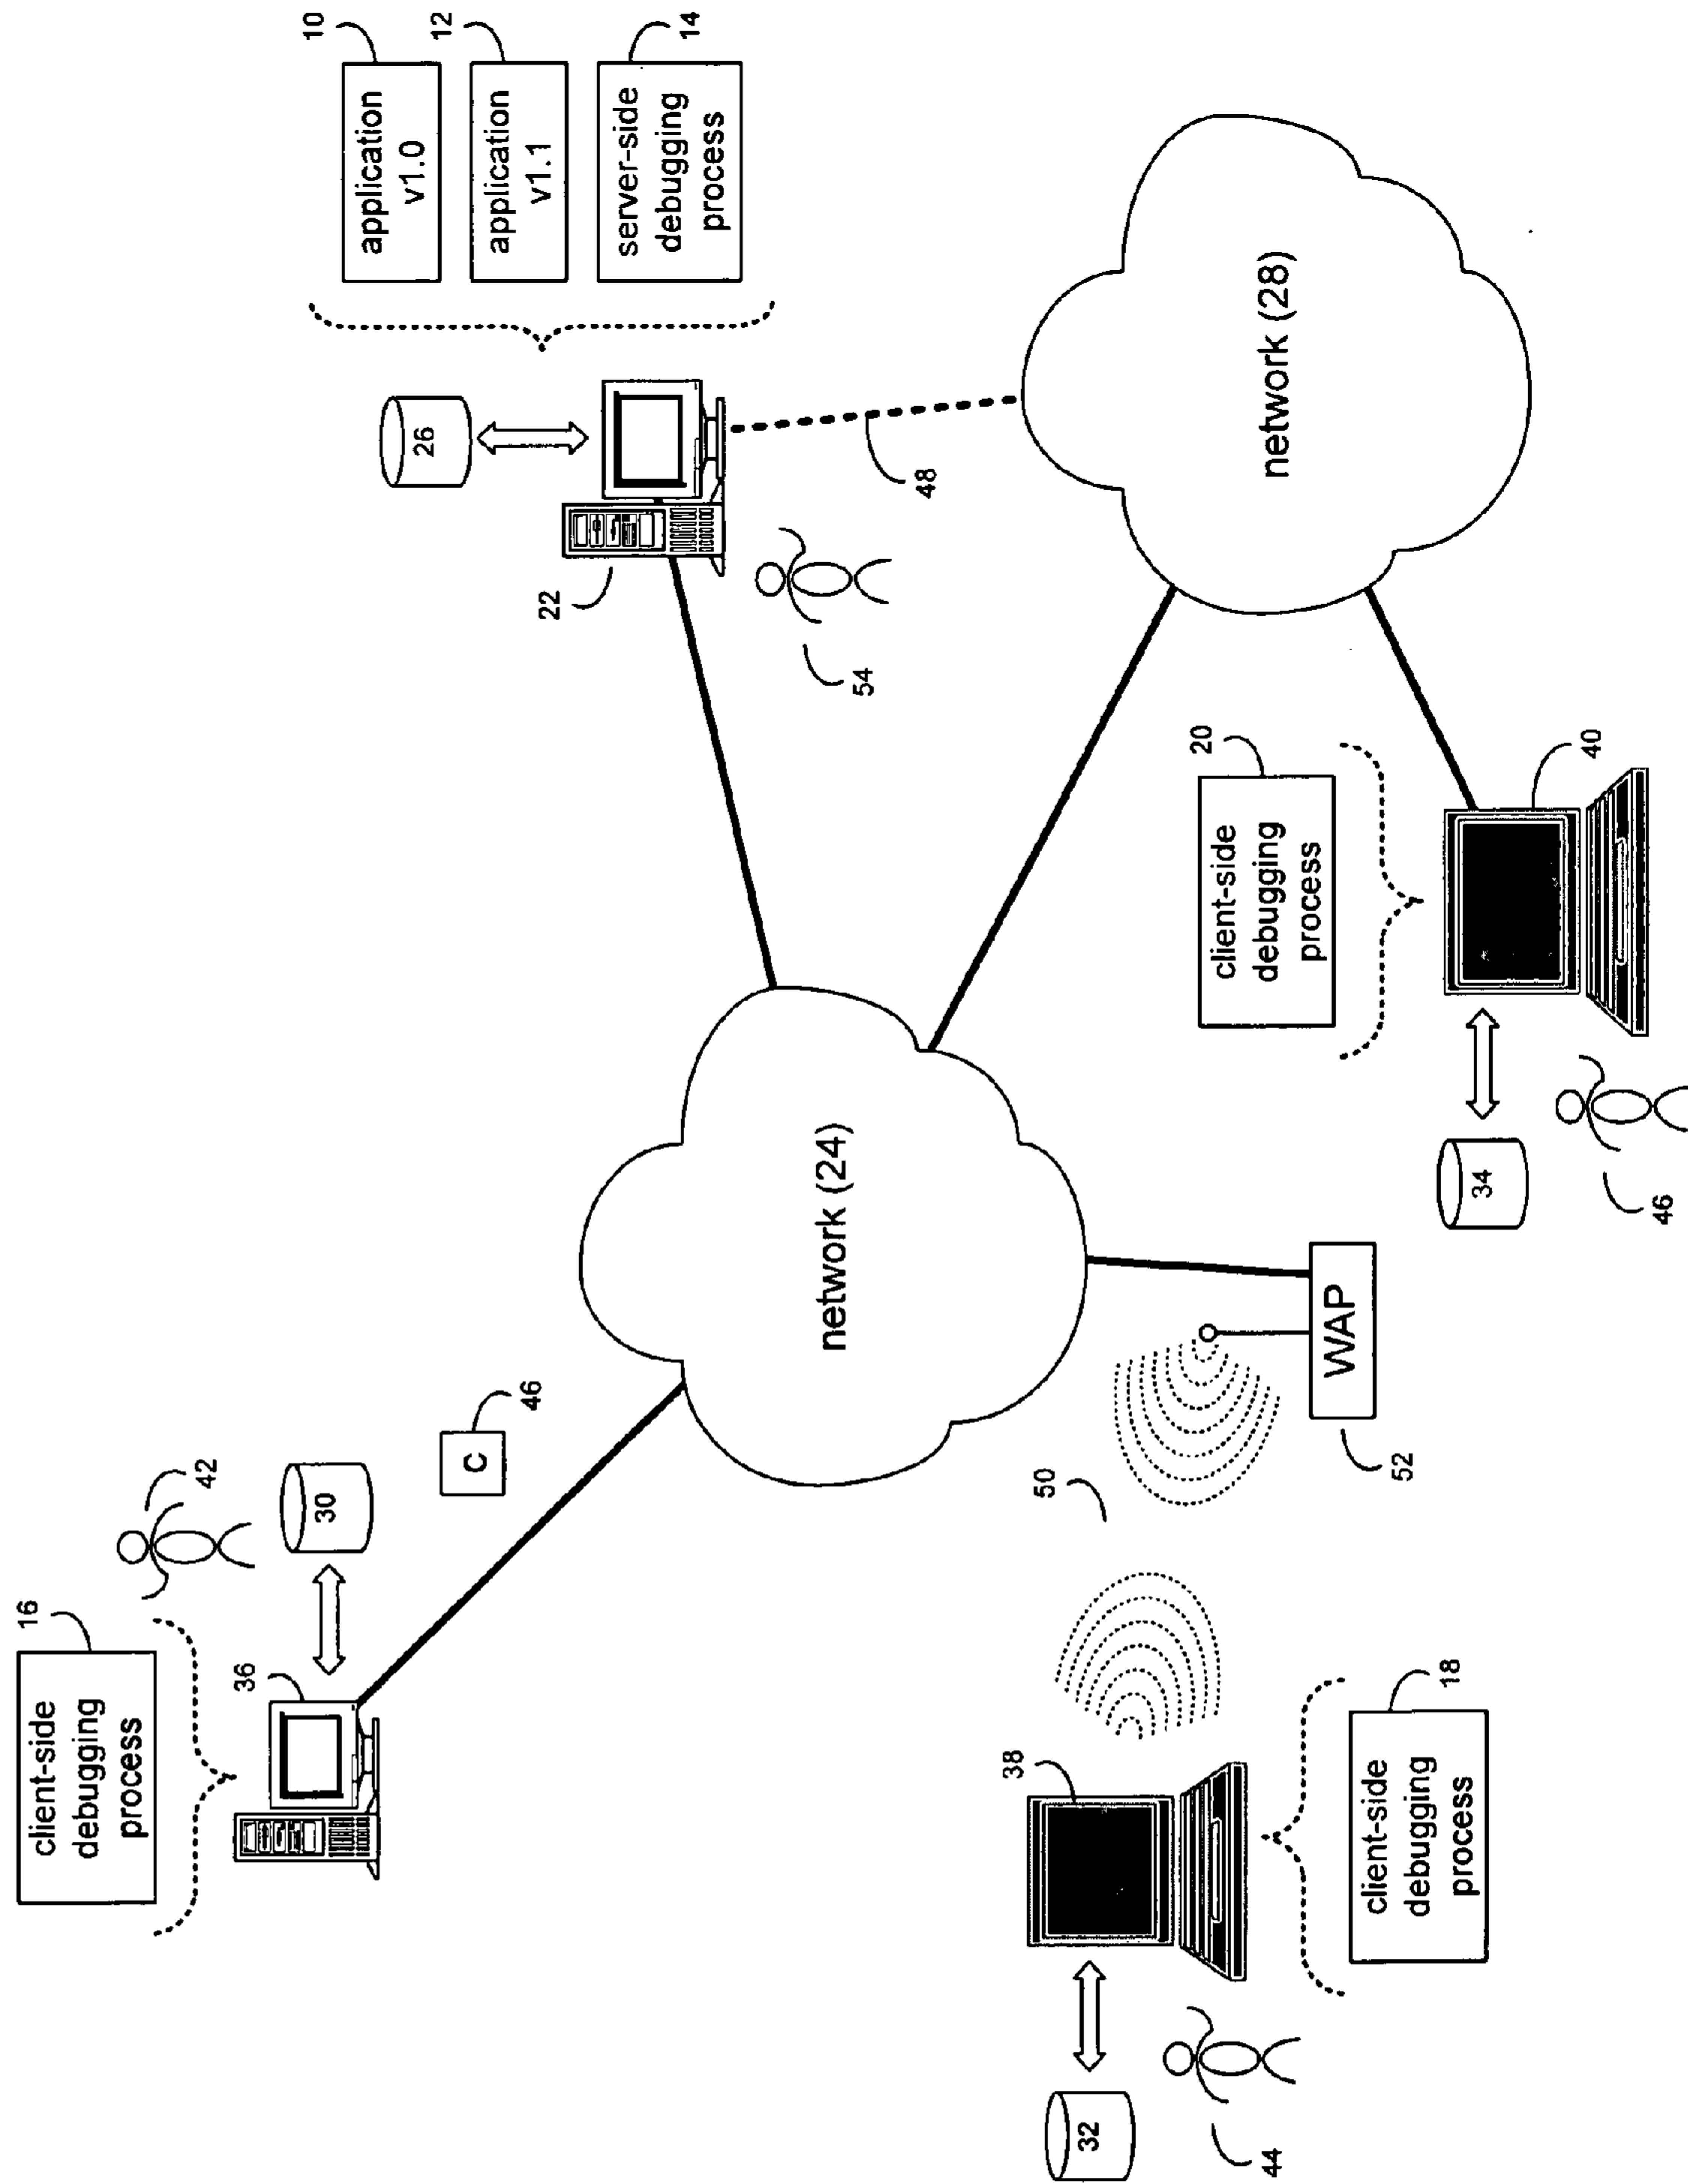 16
client-side
debugging
process
42
36
30
C
46
10
application
v1.0
12
application
v1.1
14
server-side
debugging
process
26
22
54
48
network (24)
network (28)
38
32
44
18
client-side
debugging
process
50
WAP
52
20
client-side
debugging
process
40
34
46